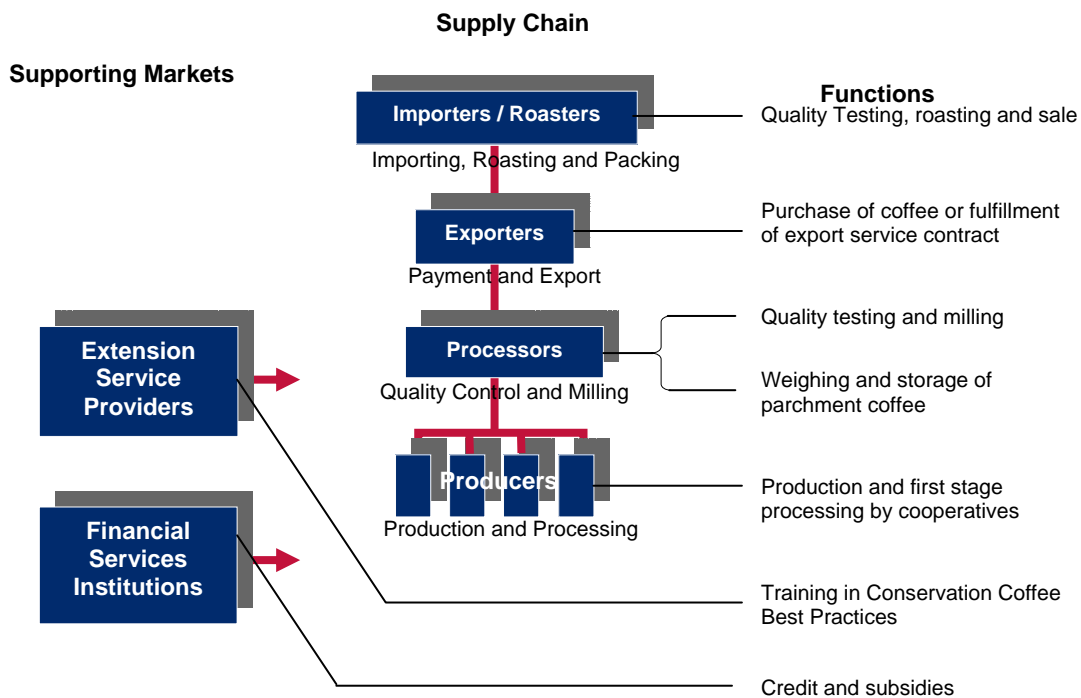 Supply Chain
Supporting Markets
Functions
Importers / Roasters
Importing, Roasting and Packing
Quality Testing, roasting and sale
Exporters
Payment and Export
Purchase of coffee or fulfillment
of export service contract
Processors
Quality Control and Milling
Quality testing and milling
Weighing and storage of
parchment coffee
Extension
Service
Providers
Producers
Production and Processing
Production and first stage
processing by cooperatives
Financial
Services
Institutions
Training in Conservation Coffee
Best Practices
Credit and subsidies